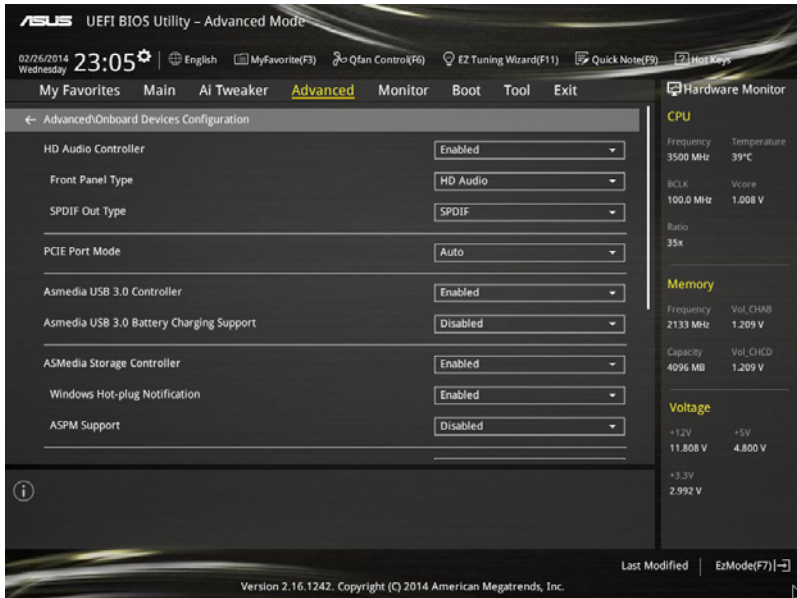 ASUS UEFI BIOS Utility – Advanced Mode
02/26/2014
Wednesday
23:05
English
MyFavorite(F3)
Qfan Control(F6)
EZ Tuning Wizard(F11)
Quick Note(F9)
Hot Keys
My Favorites
Main
Ai Tweaker
Advanced
Monitor
Boot
Tool
Exit
← Advanced\Onboard Devices Configuration
HD Audio Controller Enabled
Front Panel Type HD Audio
SPDIF Out Type SPDIF
PCIE Port Mode Auto
Asmedia USB 3.0 Controller Enabled
Asmedia USB 3.0 Battery Charging Support Disabled
ASMedia Storage Controller Enabled
Windows Hot-plug Notification Enabled
ASPM Support Disabled
Hardware Monitor
CPU
Frequency Temperature
3500 MHz 39°C
BCLK Vcore
100.0 MHz 1.008 V
Ratio
35x
Memory
Frequency Vol_CHAB
2133 MHz 1.209 V
Capacity Vol_CHCD
4096 MB 1.209 V
Voltage
+12V +5V
11.808 V 4.800 V
+3.3V
2.992 V
Last Modified
EzMode(F7)
Version 2.16.1242. Copyright (C) 2014 American Megatrends, Inc.